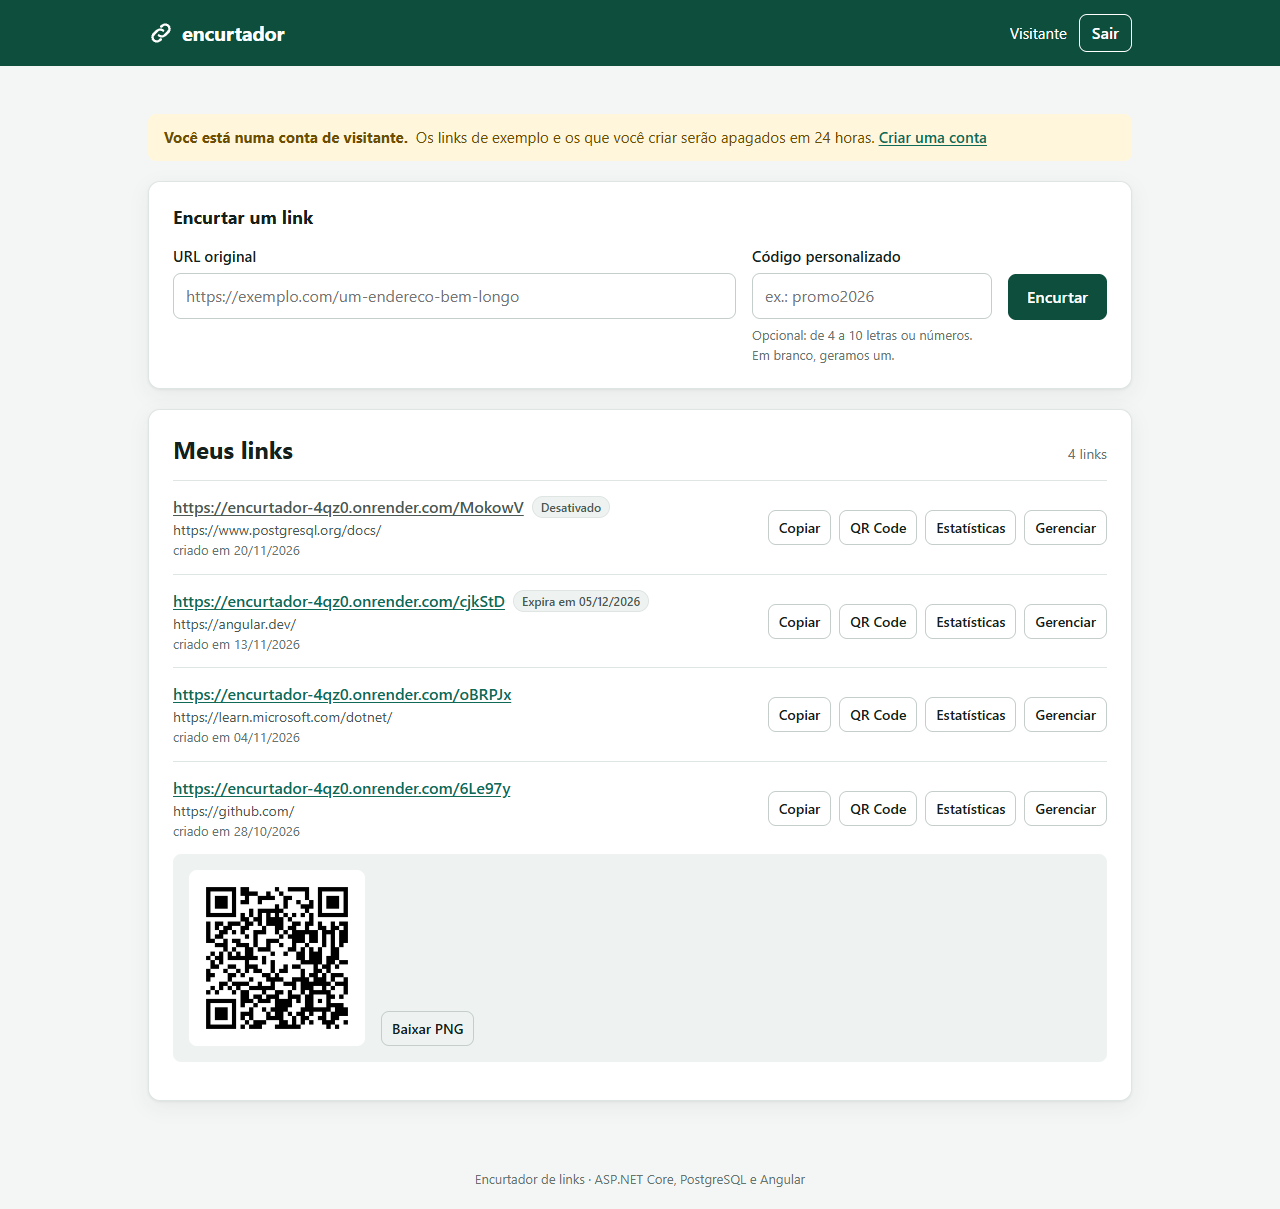 encurtador
Visitante
Sair
Você está numa conta de visitante. Os links de exemplo e os que você criar serão apagados em 24 horas. Criar uma conta
Encurtar um link
URL original
Código personalizado
https://exemplo.com/um-endereco-bem-longo
ex.: promo2026
Encurtar
Opcional: de 4 a 10 letras ou números.
Em branco, geramos um.
Meus links
4 links
https://encurtador-4qz0.onrender.com/MokowV Desativado
https://www.postgresql.org/docs/
criado em 20/11/2026
Copiar QR Code Estatísticas Gerenciar
https://encurtador-4qz0.onrender.com/cjkStD Expira em 05/12/2026
https://angular.dev/
criado em 13/11/2026
Copiar QR Code Estatísticas Gerenciar
https://encurtador-4qz0.onrender.com/oBRPJx
https://learn.microsoft.com/dotnet/
criado em 04/11/2026
Copiar QR Code Estatísticas Gerenciar
https://encurtador-4qz0.onrender.com/6Le97y
https://github.com/
criado em 28/10/2026
Copiar QR Code Estatísticas Gerenciar
Baixar PNG
Encurtador de links · ASP.NET Core, PostgreSQL e Angular